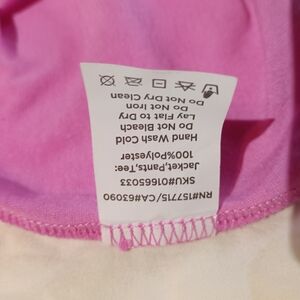 RN#157715/CA#63090
SKU#01665033
Jacket,Pants,Tee:
100%Polyester
Hand Wash Cold
Do Not Bleach
Lay Flat to Dry
Do Not Iron
Do Not Dry Clean